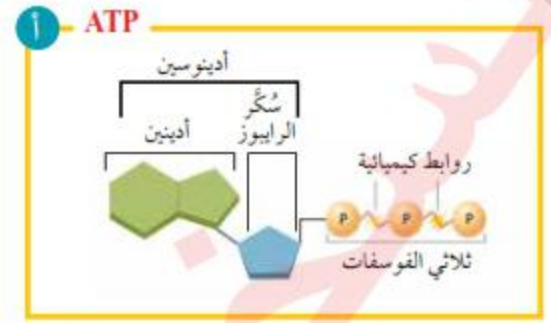 أ ATP
أدينوسين
سُكَّر
الرايبوز
أدينين
روابط كيميائية
P P P
ثلاثي الفوسفات